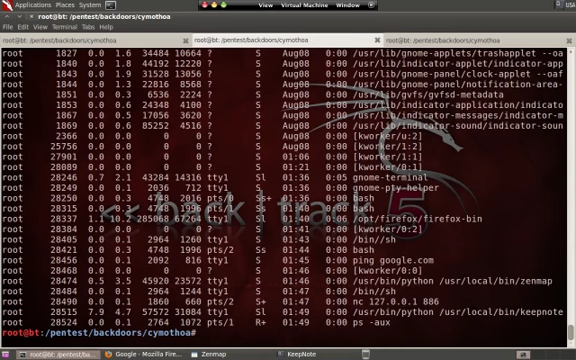 Applications Places System View Virtual Machine Window USA
root@bt: /pentest/backdoors/cymothoa
File Edit View Terminal Tabs Help
root@bt: /pentest/backdoors/cymothoa root@bt: /pentest/backdoors/cymothoa root@bt: /pentest/backdoors/cymothoa
root 1827 0.0 1.6 34484 10664 ? S Aug08 0:00 /usr/lib/gnome-applets/trashapplet --oa
root 1840 0.0 1.8 44192 12220 ? S Aug08 0:00 /usr/lib/indicator-applet/indicator-app
root 1843 0.0 1.9 31528 13056 ? S Aug08 0:00 /usr/lib/gnome-panel/clock-applet --oaf
root 1844 0.0 1.3 22816 8568 ? S Aug08 0:00 /usr/lib/gnome-panel/notification-area-
root 1851 0.0 0.3 6536 2224 ? S Aug08 0:00 /usr/lib/gvfs/gvfsd-metadata
root 1853 0.0 0.6 24348 4100 ? S Aug08 0:00 /usr/lib/indicator-application/indicato
root 1867 0.0 0.5 17056 3620 ? S Aug08 0:00 /usr/lib/indicator-messages/indicator-m
root 1869 0.0 0.6 85252 4516 ? S Aug08 0:00 /usr/lib/indicator-sound/indicator-soun
root 2366 0.0 0.0 0 0 ? S Aug08 0:00 [kworker/u:2]
root 25756 0.0 0.0 0 0 ? S Aug08 0:00 [kworker/1:2]
root 27901 0.0 0.0 0 0 ? S 01:06 0:00 [kworker/1:1]
root 28089 0.0 0.0 0 0 ? S 01:21 0:00 [kworker/0:1]
root 28246 0.7 2.1 43284 14316 tty1 Sl 01:36 0:05 gnome-terminal
root 28249 0.0 0.1 2036 712 tty1 S 01:36 0:00 gnome-pty-helper
root 28250 0.0 0.3 4748 2016 pts/0 Ss+ 01:36 0:00 bash
root 28315 0.0 0.3 4748 2004 pts/1 Ss 01:40 0:00 bash
root 28337 1.1 10.2 285068 67264 tty1 Sl 01:40 0:06 /opt/firefox/firefox-bin
root 28384 0.0 0.0 0 0 ? S 01:41 0:00 [kworker/0:2]
root 28405 0.0 0.1 2964 1260 tty1 S 01:43 0:00 /bin//sh
root 28421 0.0 0.3 4748 1996 pts/2 Ss 01:44 0:00 bash
root 28456 0.0 0.1 2092 816 tty1 S 01:45 0:00 ping google.com
root 28468 0.0 0.0 0 0 ? S 01:46 0:00 [kworker/0:0]
root 28474 0.5 3.5 45920 23572 tty1 S 01:46 0:01 /usr/bin/python /usr/local/bin/zenmap
root 28484 0.0 0.1 2964 1244 tty1 S 01:47 0:00 /bin//sh
root 28490 0.0 0.1 1860 660 pts/2 S+ 01:48 0:00 nc 127.0.0.1 886
root 28515 7.9 4.7 57572 31084 tty1 Sl 01:49 0:00 /usr/bin/python /usr/local/bin/keepnote
root 28524 0.0 0.1 2764 1072 pts/1 R+ 01:49 0:00 ps -aux
root@bt:/pentest/backdoors/cymothoa#
<< back | track 5
root@bt: /pentest/bac... Google - Mozilla Fire... Zenmap KeepNote